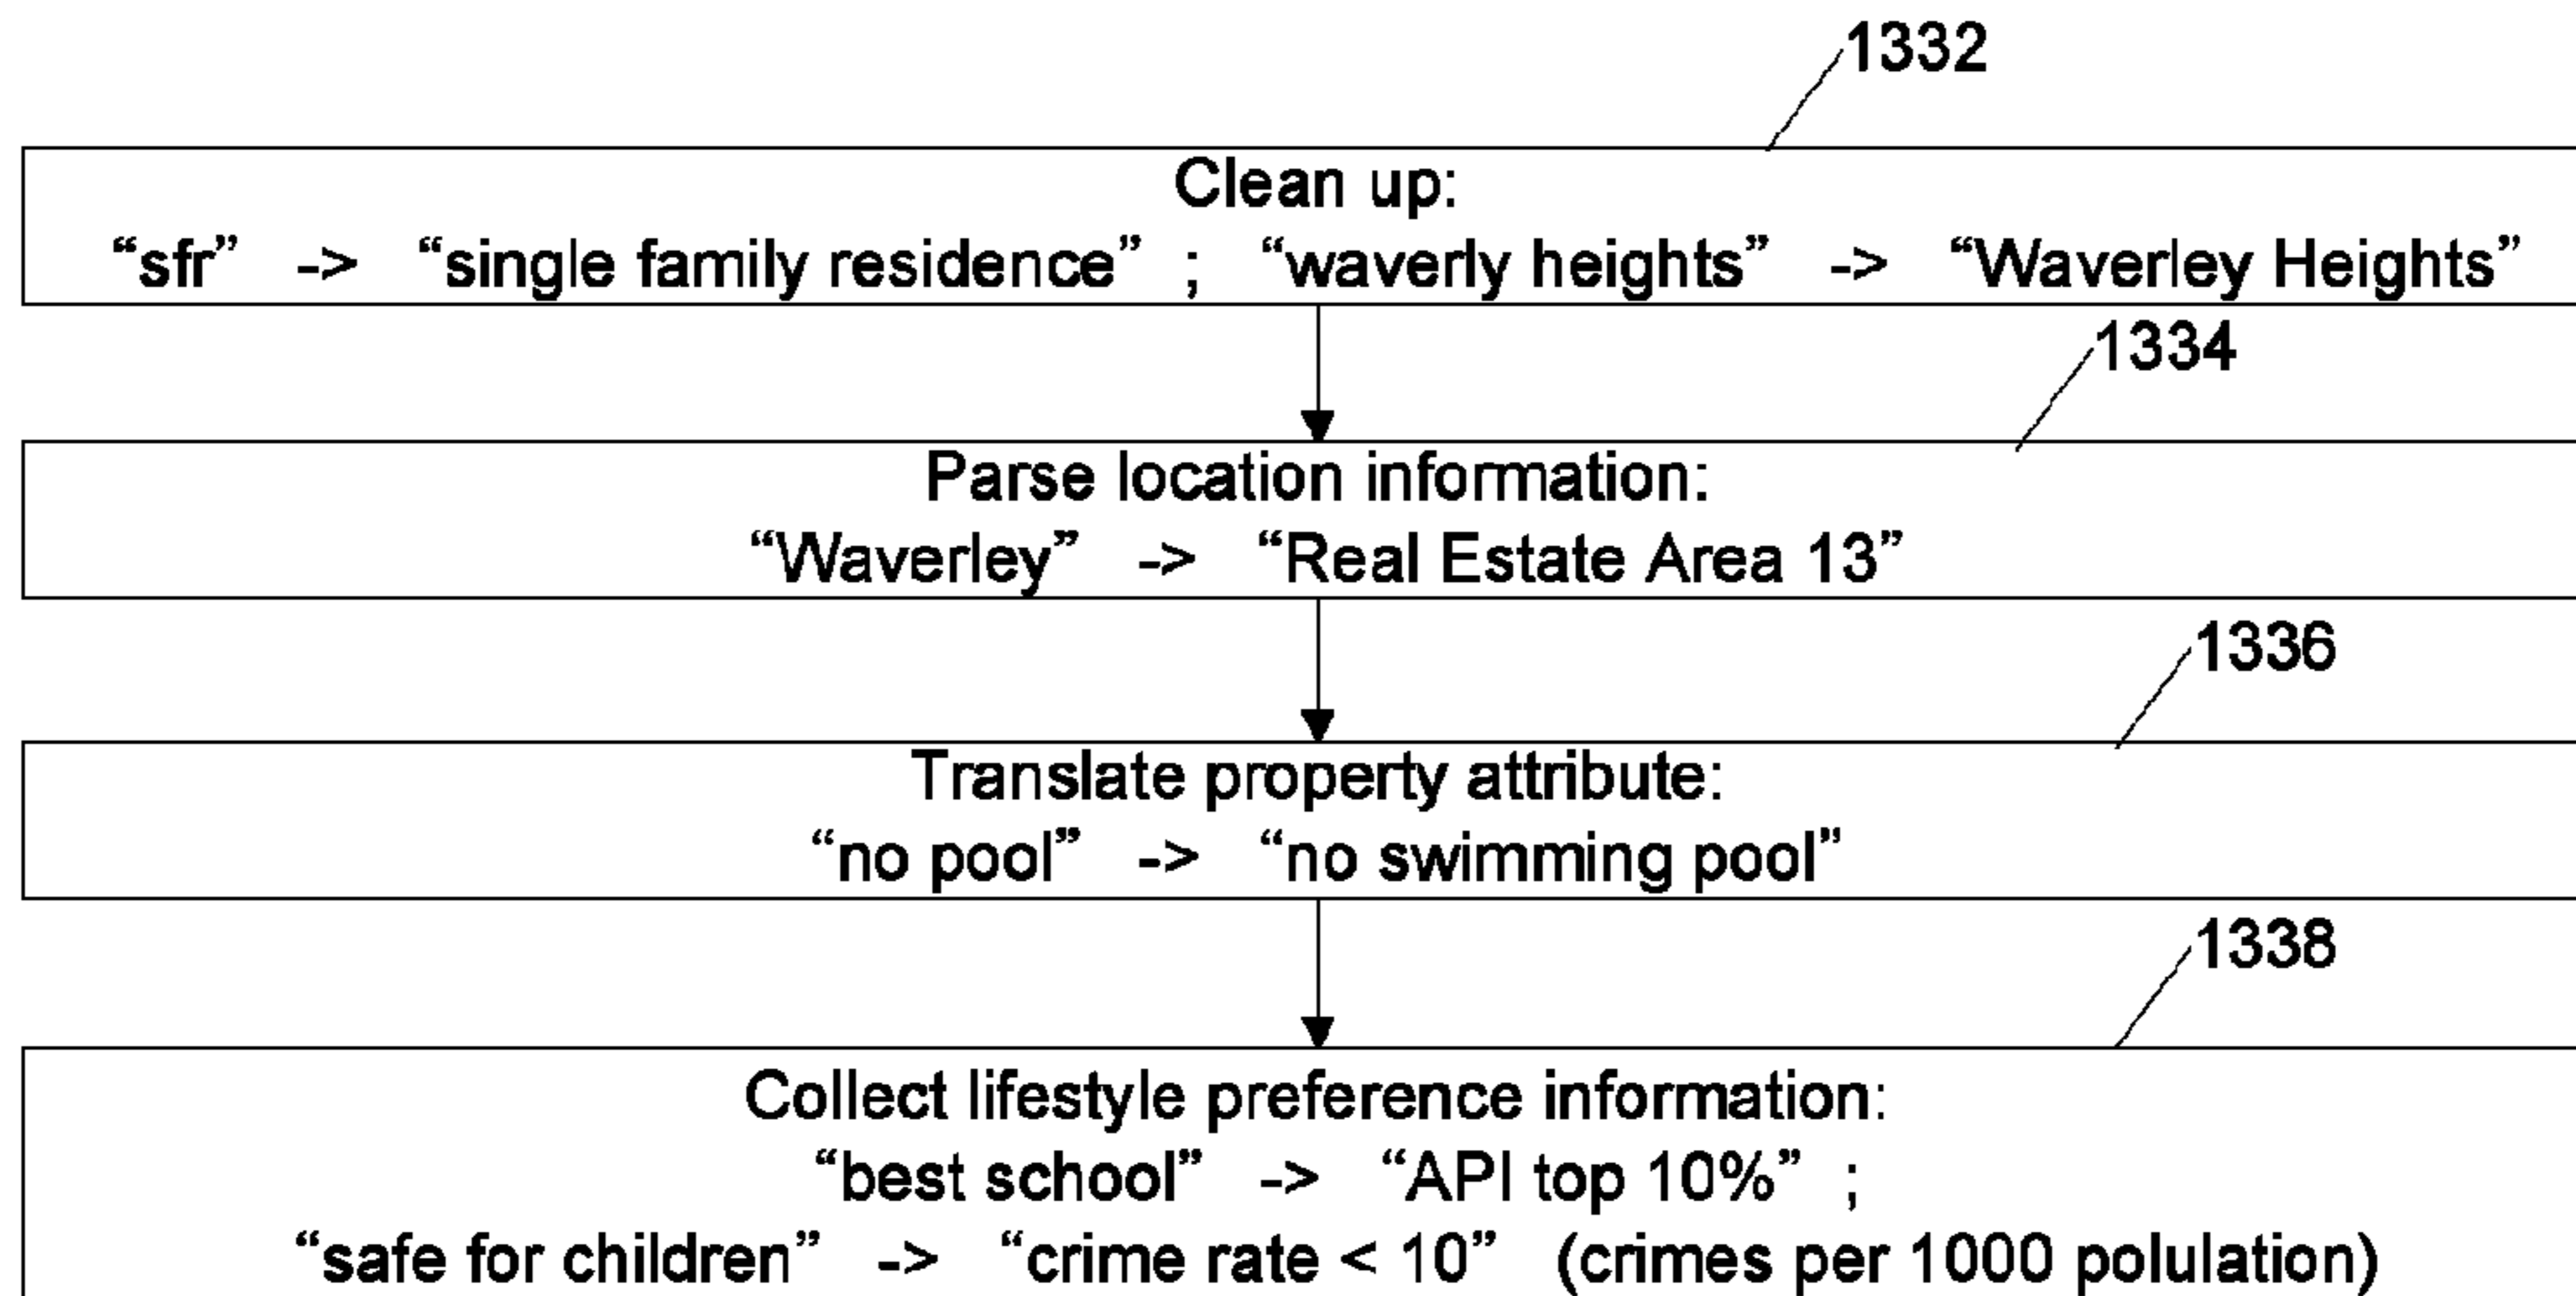 1332
Clean up:
“sfr” -> “single family residence” ; “waverly heights” -> “Waverley Heights”
1334
Parse location information:
“Waverley” -> “Real Estate Area 13”
1336
Translate property attribute:
“no pool” -> “no swimming pool”
1338
Collect lifestyle preference information:
“best school” -> “API top 10%” ;
“safe for children” -> “crime rate < 10” (crimes per 1000 polulation)